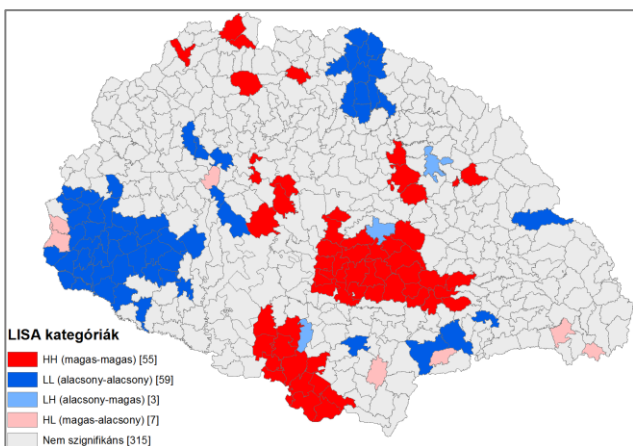 LISA kategóriák
HH (magas-magas) [55]
LL (alacsony-alacsony) [59]
LH (alacsony-magas) [3]
HL (magas-alacsony) [7]
Nem szignifikáns [315]